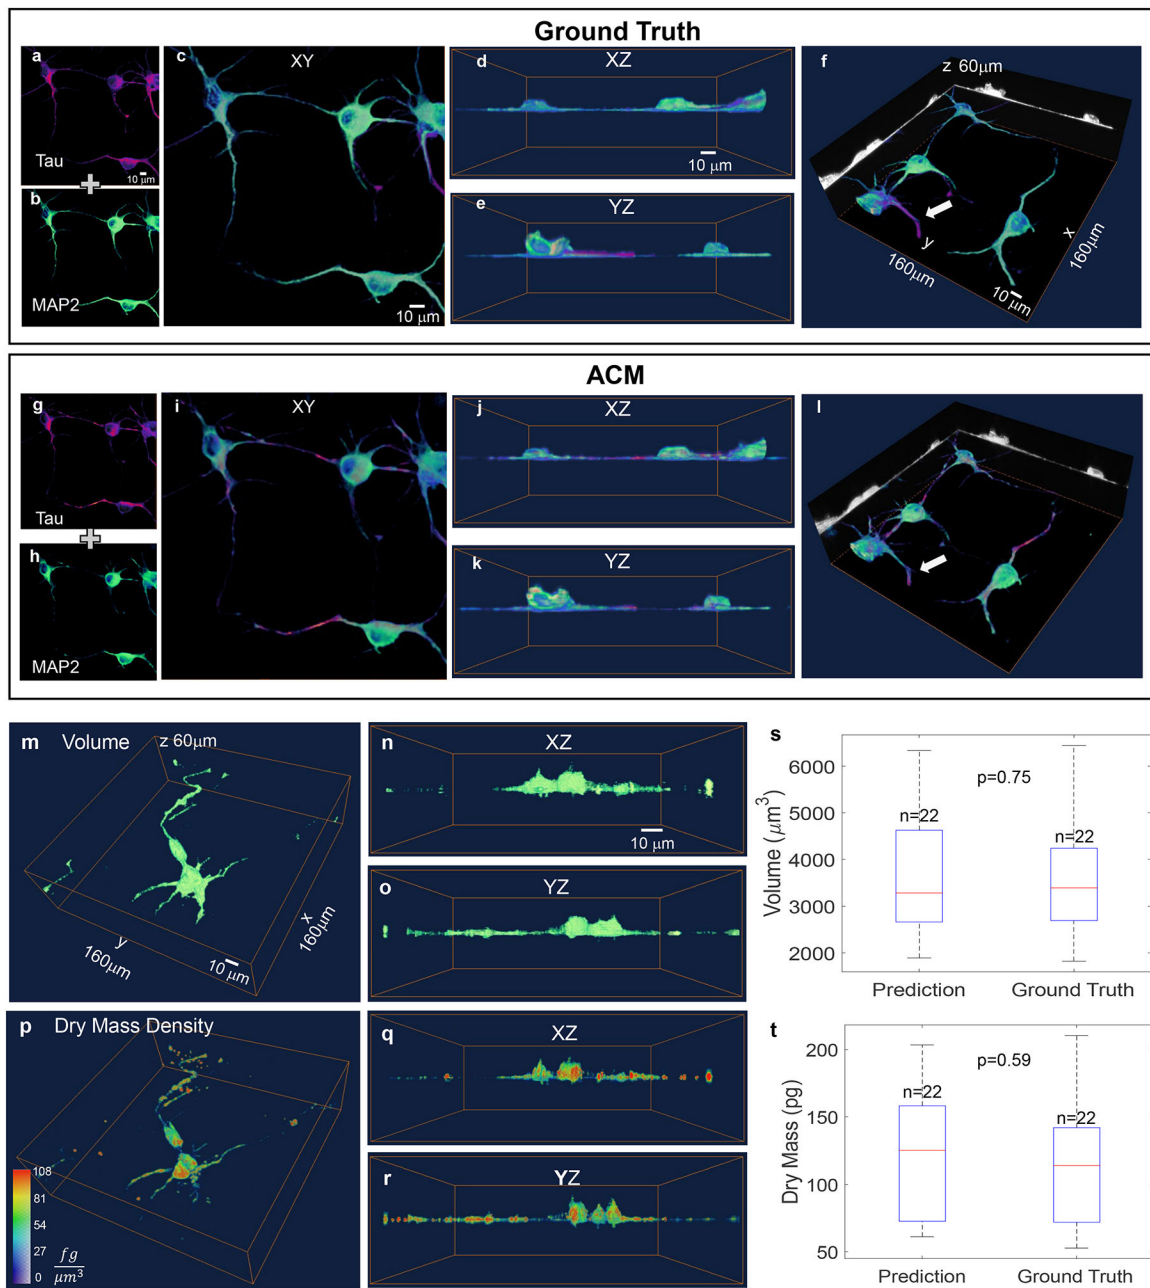 Ground Truth
a
Tau
10 μm
b
MAP2
c
XY
10 μm
d
XZ
10 μm
e
YZ
f
z 60μm
y
160μm
x
160μm
10 μm
ACM
g
Tau
h
MAP2
i
XY
j
XZ
k
YZ
l
m Volume
z 60μm
y
160μm
x
160μm
10 μm
n
XZ
10 μm
o
YZ
p Dry Mass Density
108
81
54
27
0
fg
μm³
q
XZ
r
YZ
s
Volume (μm³)
6000
5000
4000
3000
2000
p=0.75
n=22
n=22
Prediction
Ground Truth
t
Dry Mass (pg)
200
150
100
50
p=0.59
n=22
n=22
Prediction
Ground Truth